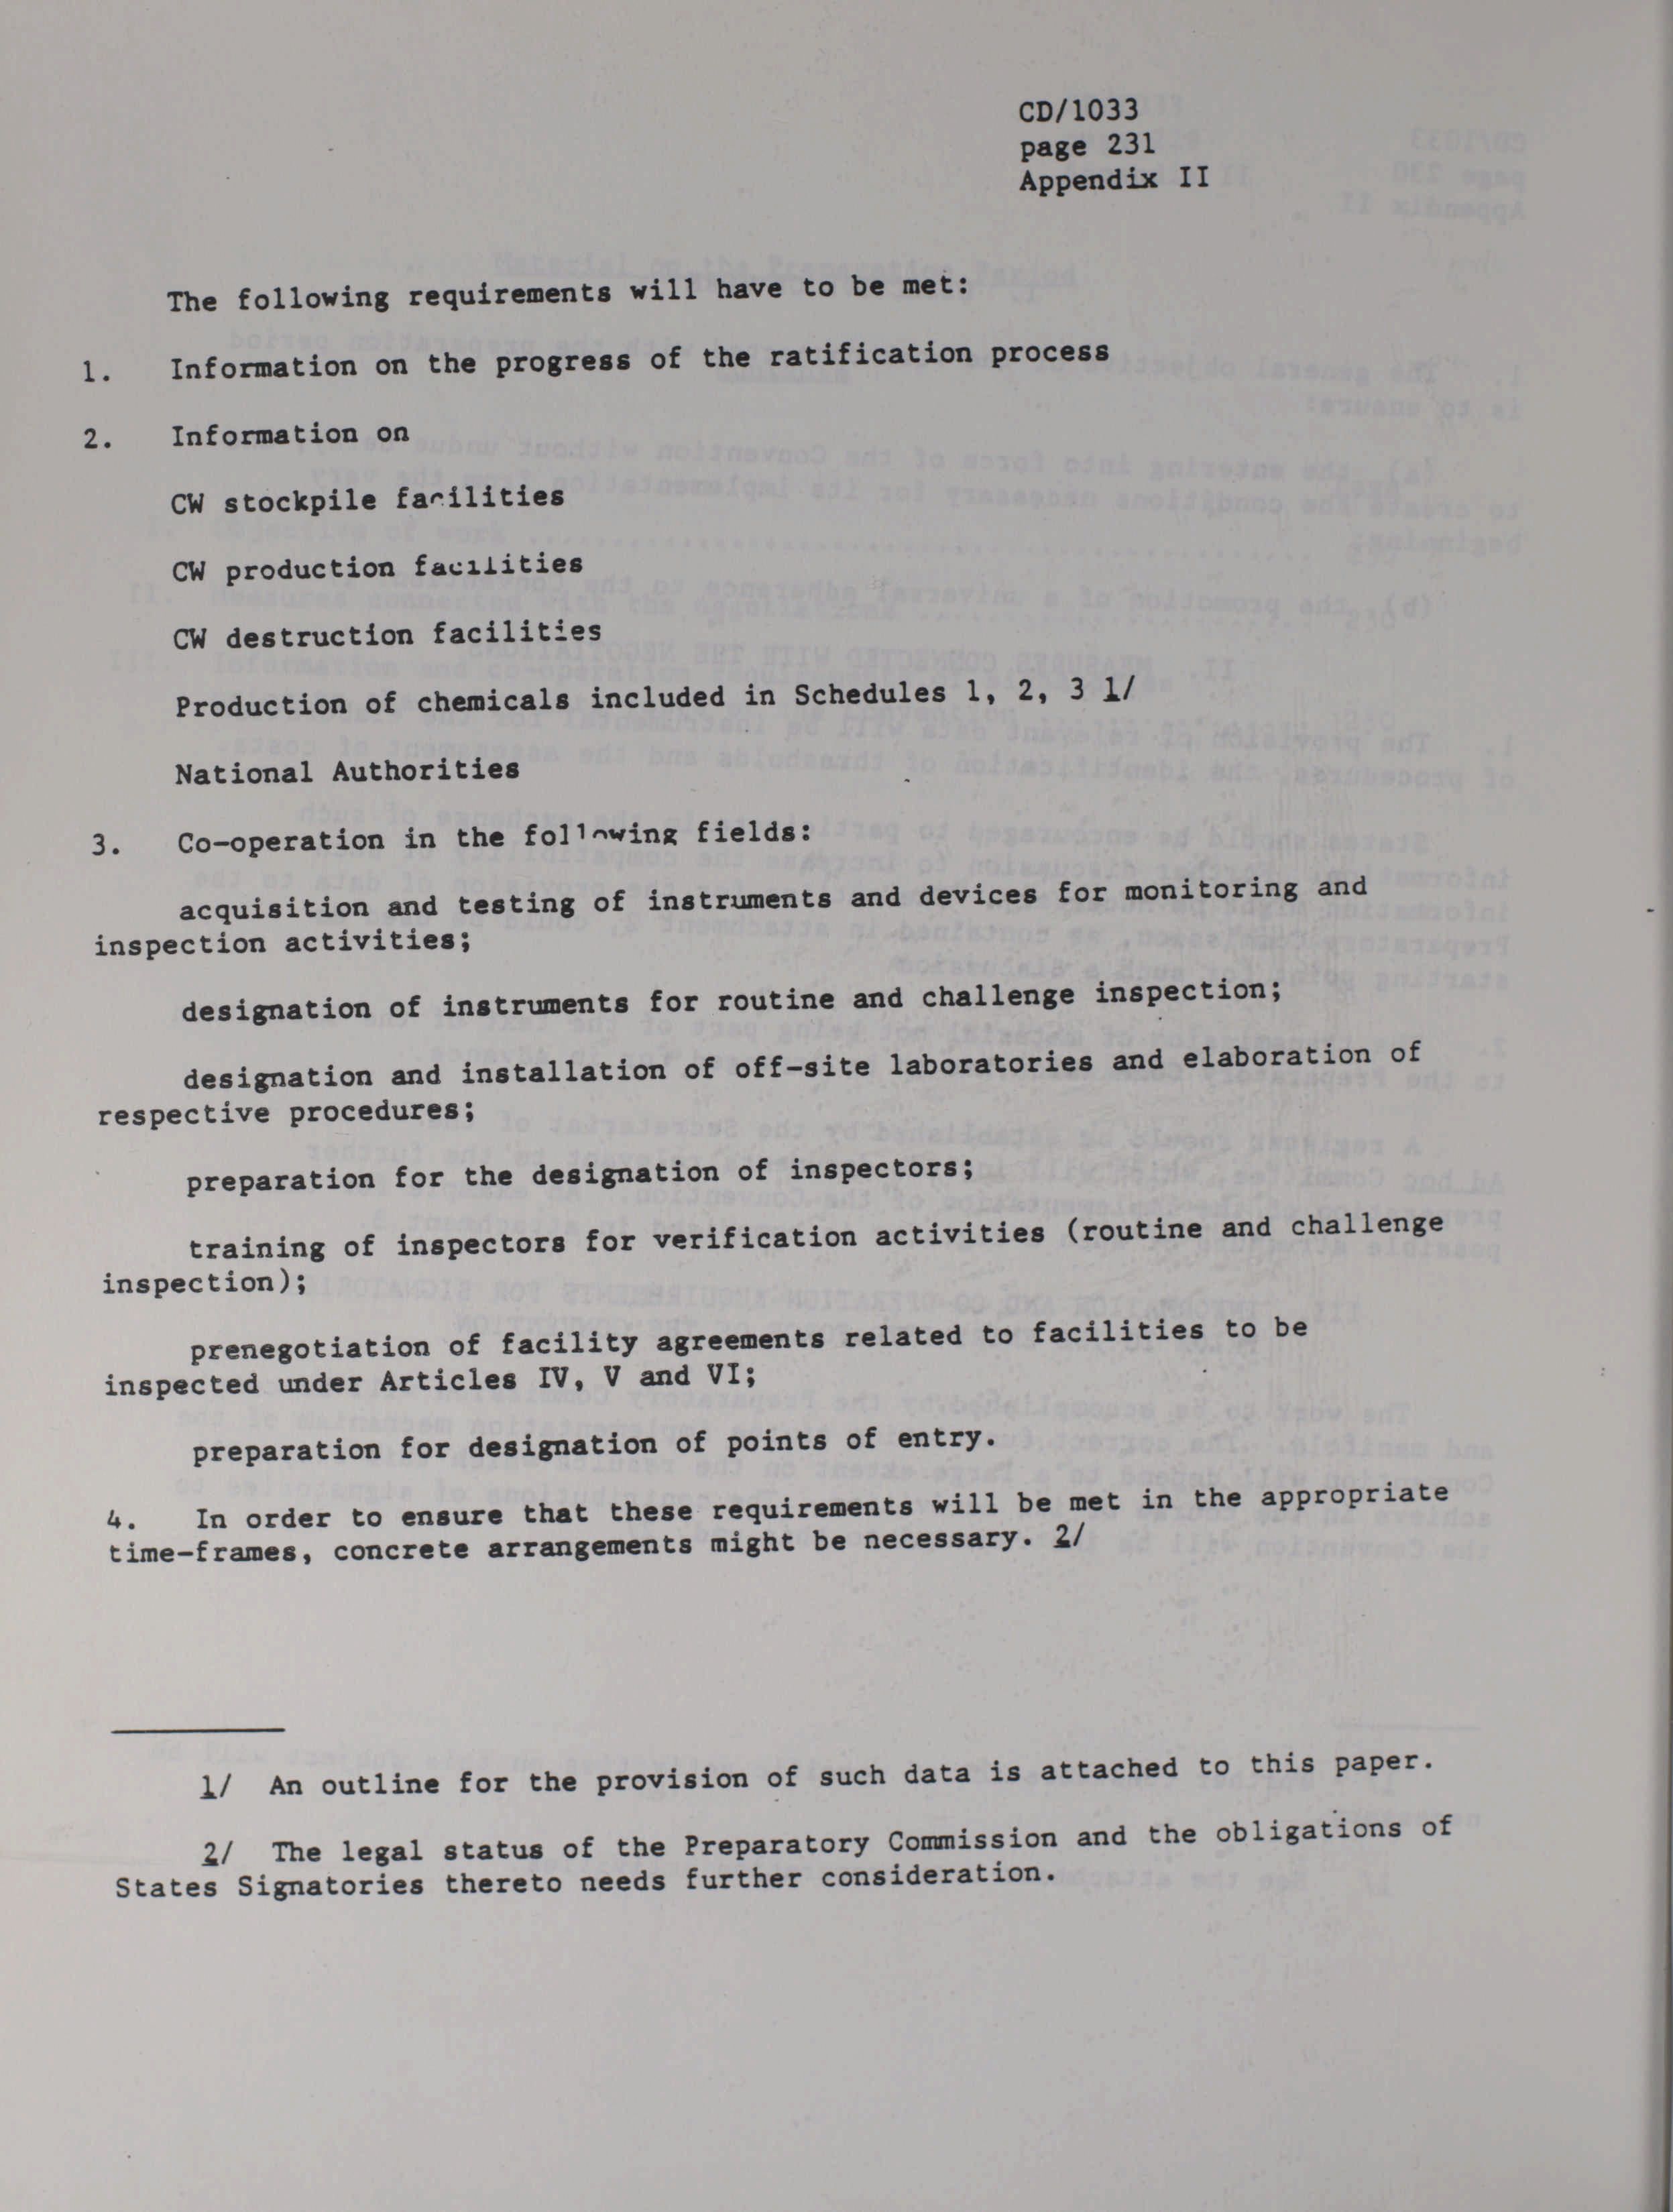 CD/1033
page 231
Appendix II
The following requirements will have to be met:
1. Information on the progress of the ratification process
2. Information on
CW stockpile facilities
CW production facilities
CW destruction facilities
Production of chemicals included in Schedules 1, 2, 3 1/
National Authorities
3. Co-operation in the following fields:
acquisition and testing of instruments and devices for monitoring and
inspection activities;
designation of instruments for routine and challenge inspection;
designation and installation of off-site laboratories and elaboration of
respective procedures;
preparation for the designation of inspectors;
training of inspectors for verification activities (routine and challenge
inspection);
prenegotiation of facility agreements related to facilities to be
inspected under Articles IV, V and VI;
preparation for designation of points of entry.
4. In order to ensure that these requirements will be met in the appropriate
time-frames, concrete arrangements might be necessary. 2/
1/ An outline for the provision of such data is attached to this paper.
2/ The legal status of the Preparatory Commission and the obligations of
States Signatories thereto needs further consideration.